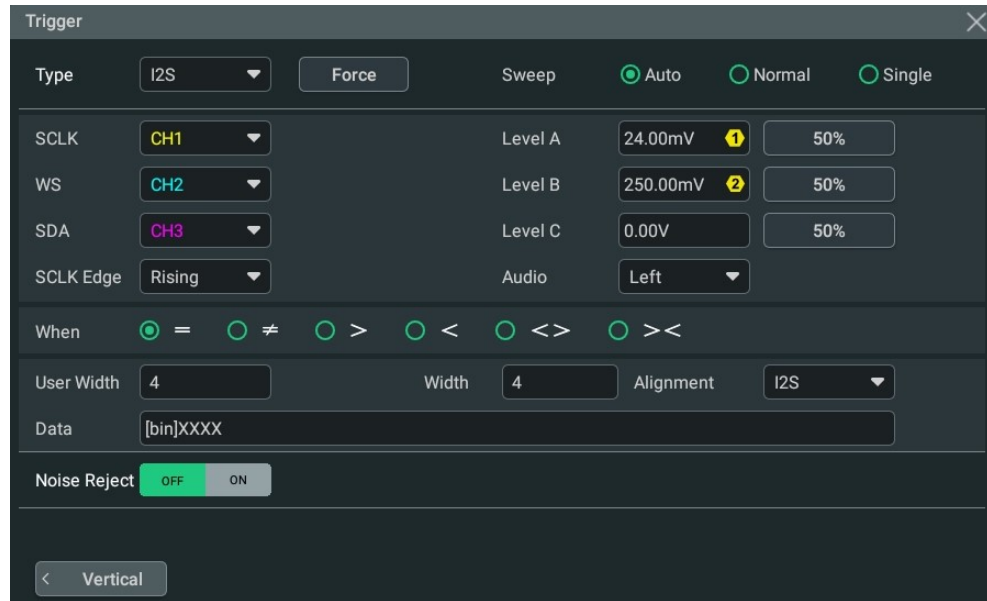 Trigger
Type I2S Force Sweep Auto Normal Single
SCLK CH1 Level A 24.00mV 1 50%
WS CH2 Level B 250.00mV 2 50%
SDA CH3 Level C 0.00V 50%
SCLK Edge Rising Audio Left
When = ≠ > < <> ><
User Width 4 Width 4 Alignment I2S
Data [bin]XXXX
Noise Reject OFF ON
< Vertical